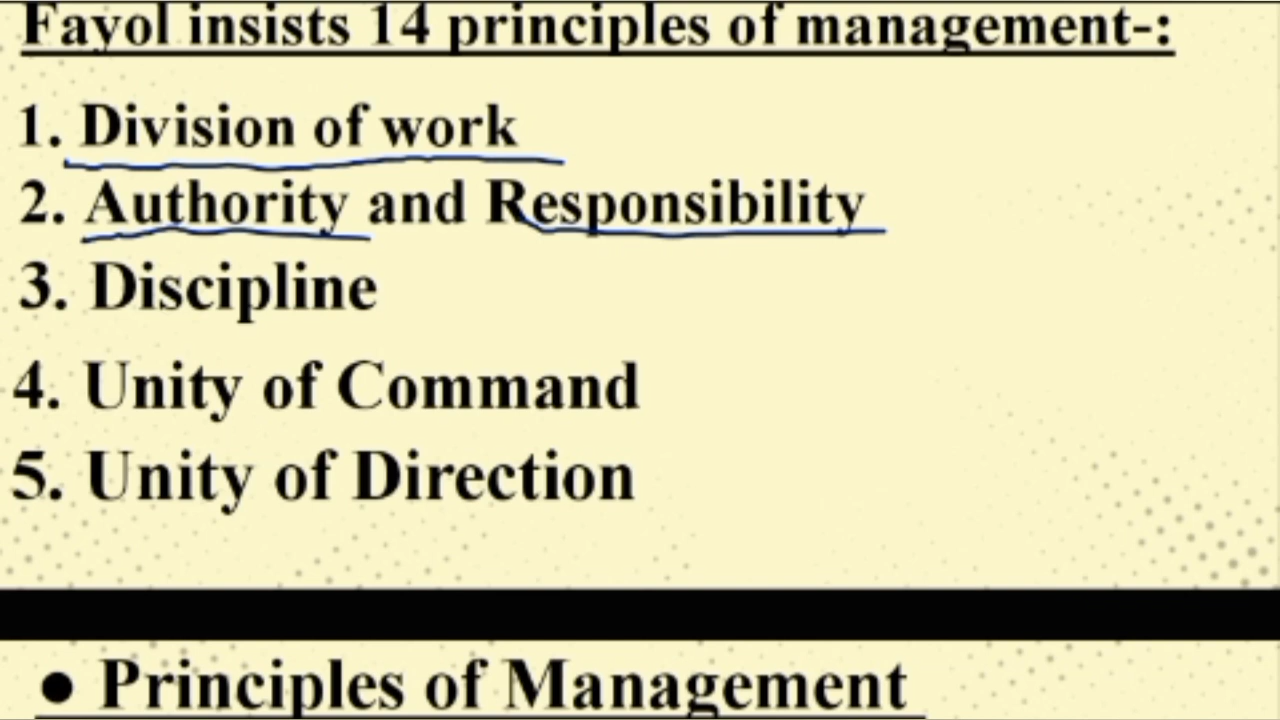 Fayol insists 14 principles of management-:
1. Division of work
2. Authority and Responsibility
3. Discipline
4. Unity of Command
5. Unity of Direction
● Principles of Management